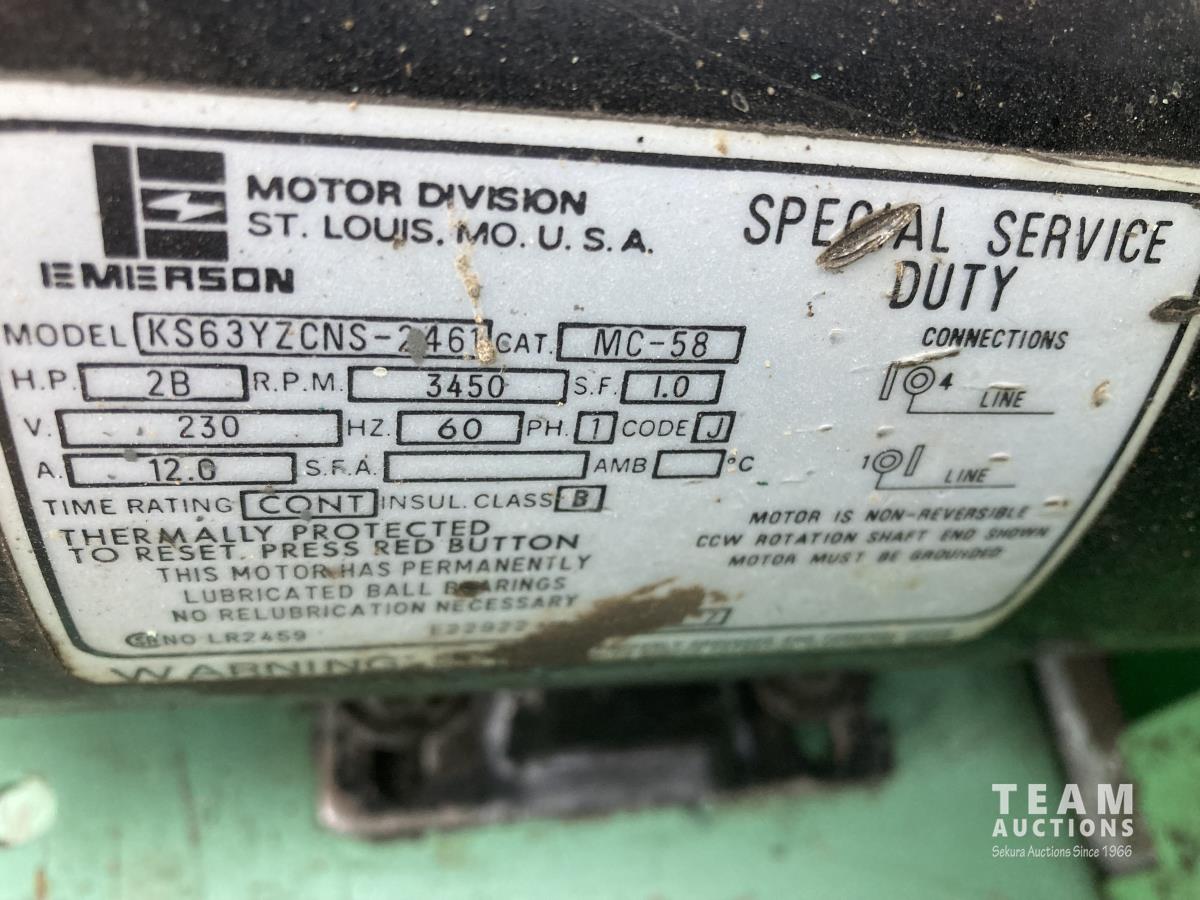 EMERSON
MOTOR DIVISION
ST. LOUIS, MO. U. S. A.
SPECIAL SERVICE
DUTY
MODEL KS63YZCNS-2461 CAT. MC-58
H.P. 2B R.P.M. 3450 S.F. 1.0
V. 230 HZ. 60 PH. 1 CODE J
A. 12.0 S.F.A. AMB °C
TIME RATING CONT INSUL. CLASS B
THERMALLY PROTECTED
TO RESET, PRESS RED BUTTON
THIS MOTOR HAS PERMANENTLY
LUBRICATED BALL BEARINGS
NO RELUBRICATION NECESSARY
NO LR2459
E22922
WARNING:
CONNECTIONS
4 LINE
1 LINE
MOTOR IS NON-REVERSIBLE
CCW ROTATION SHAFT END SHOWN
MOTOR MUST BE GROUNDED
TEAM
AUCTIONS
Sekura Auctions Since 1966